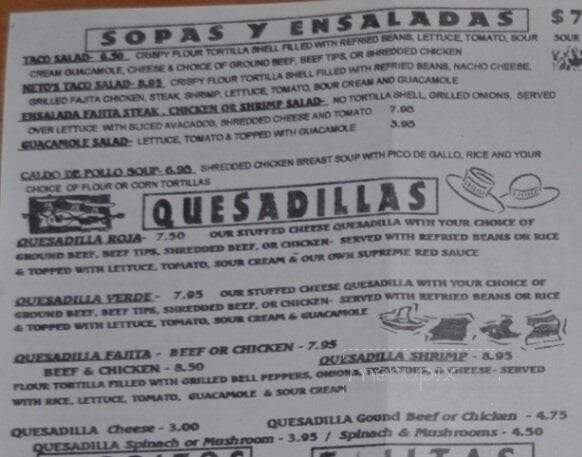 SOPAS Y ENSALADAS
$7
TACO SALAD- 6.50 CRISPY FLOUR TORTILLA SHELL FILLED WITH REFRIED BEANS, LETTUCE, TOMATO, SOUR
CREAM GUACAMOLE, CHEESE & CHOICE OF GROUND BEEF, BEEF TIPS, OR SHREDDED CHICKEN
SOUR
NETO'S TACO SALAD- 8.95 CRISPY FLOUR TORTILLA SHELL FILLED WITH REFRIED BEANS, NACHO CHEESE,
GRILLED FAJITA CHICKEN, STEAK, SHRIMP, LETTUCE, TOMATO, SOUR CREAM AND GUACAMOLE
ENSALADA FAJITA STEAK , CHICKEN OR SHRIMP SALAD- NO TORTILLA SHELL, GRILLED ONIONS, SERVED
OVER LETTUCE WITH SLICED AVACADOS, SHREDDED CHEESE AND TOMATO 7.95
GUACAMOLE SALAD- LETTUCE, TOMATO & TOPPED WITH GUACAMOLE 3.95
CALDO DE POLLO SOUP- 6.95 SHREDDED CHICKEN BREAST SOUP WITH PICO DE GALLO, RICE AND YOUR
CHOICE OF FLOUR OR CORN TORTILLAS
QUESADILLAS
QUESADILLA ROJA- 7.50 OUR STUFFED CHEESE QUESADILLA WITH YOUR CHOICE OF
GROUND BEEF, BEEF TIPS, SHREDDED BEEF, OR CHICKEN- SERVED WITH REFRIED BEANS OR RICE
& TOPPED WITH LETTUCE, TOMATO, SOUR CREAM & OUR OWN SUPREME RED SAUCE
QUESADILLA VERDE - 7.95 OUR STUFFED CHEESE QUESADILLA WITH YOUR CHOICE OF
GROUND BEEF, BEEF TIPS, SHREDDED BEEF, OR CHICKEN- SERVED WITH REFRIED BEANS OR RICE
& TOPPED WITH LETTUCE, TOMATO, SOUR CREAM & GUACAMOLE
QUESADILLA FAJITA - BEEF OR CHICKEN - 7.95
BEEF & CHICKEN - 8.50 QUESADILLA SHRIMP - 8.95
FLOUR TORTILLA FILLED WITH GRILLED BELL PEPPERS, ONIONS, TOMATOES, & CHEESE- SERVED
WITH RICE, LETTUCE, TOMATO, GUACAMOLE & SOUR CREAM
menupix
QUESADILLA Cheese - 3.00 QUESADILLA Gound Beef or Chicken - 4.75
QUESADILLA Spinach or Mushroom - 3.95 / Spinach & Mushrooms - 4.50